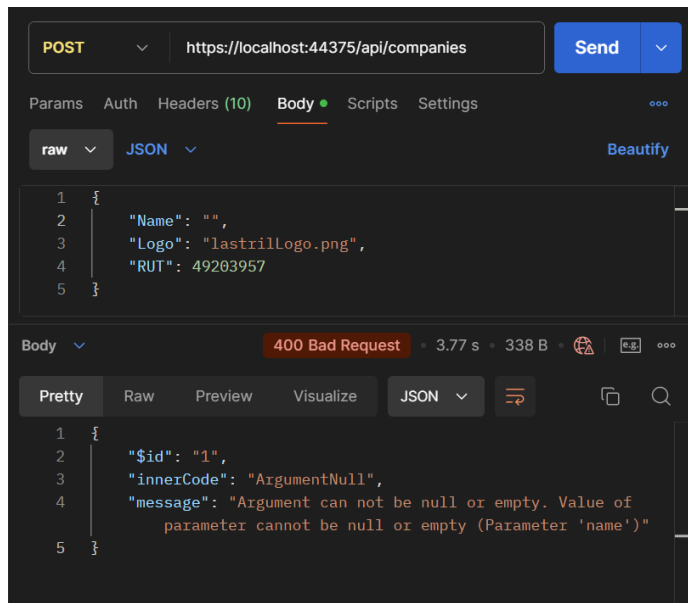 POST https://localhost:44375/api/companies Send
Params Auth Headers (10) Body Scripts Settings
raw JSON Beautify
1 {
2 "Name": "",
3 "Logo": "lastrilLogo.png",
4 "RUT": 49203957
5 }
Body 400 Bad Request • 3.77 s • 338 B • e.g.
Pretty Raw Preview Visualize JSON
1 {
2 "$id": "1",
3 "innerCode": "ArgumentNull",
4 "message": "Argument can not be null or empty. Value of
parameter cannot be null or empty (Parameter 'name')"
5 }